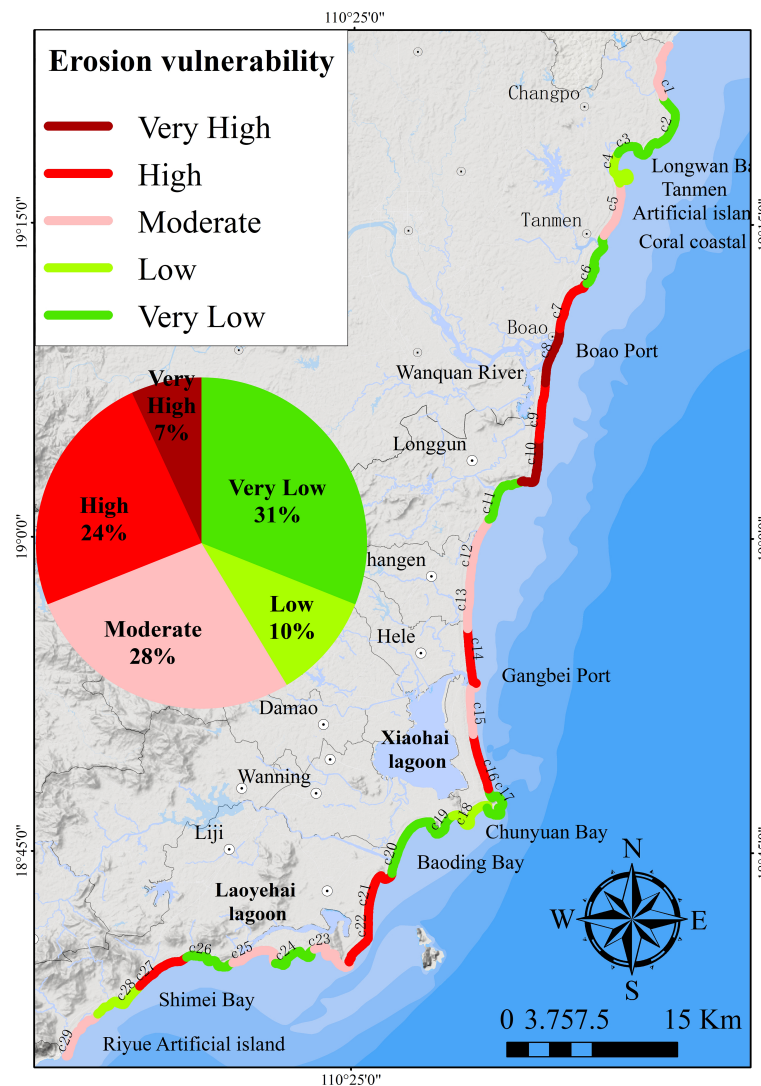 110°25'0"
Erosion vulnerability
Very High
High
Moderate
Low
Very Low
Changpo
c1
c2
c3
c4
Longwan Ba
Tanmen
c5
Artificial islan
Tanmen
Coral coastal
19°15'0"
c6
c7
Boao
c8
Boao Port
Wanquan River
c9
Longgun
c10
c11
Very
High
7%
Very Low
31%
High
24%
Low
10%
Moderate
28%
19°0'0"
c12
hangen
c13
Hele
c14
Gangbei Port
Damao
c15
Xiaohai
lagoon
Wanning
c16
c17
c18
c19
Chunyuan Bay
Liji
18°45'0"
c20
Baoding Bay
Laoyehai
lagoon
c21
c22
c23
c24
c25
c26
c27
c28
c29
Shimei Bay
Riyue Artificial island
N
W
E
S
0 3.757.5 15 Km
110°25'0"